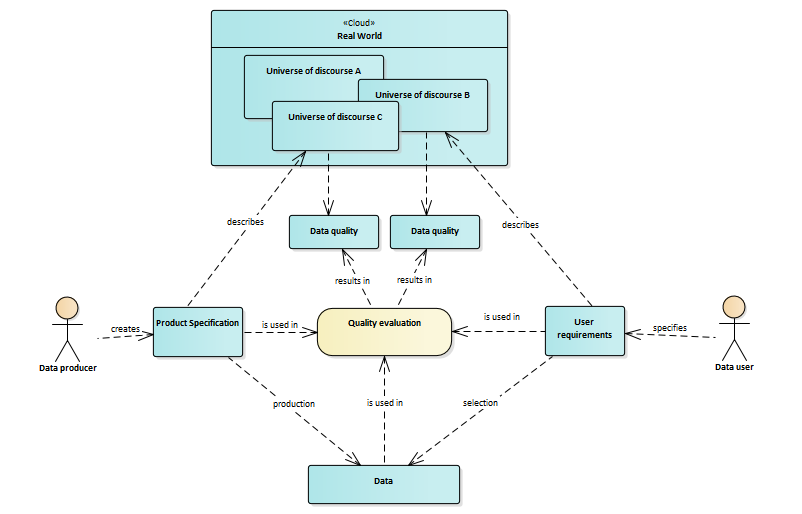 «Cloud»
Real World
Universe of discourse A
Universe of discourse B
Universe of discourse C
describes
describes
Data quality
Data quality
results in
results in
creates
Product Specification
is used in
Quality evaluation
is used in
User
requirements
specifies
Data producer
Data user
production
is used in
selection
Data